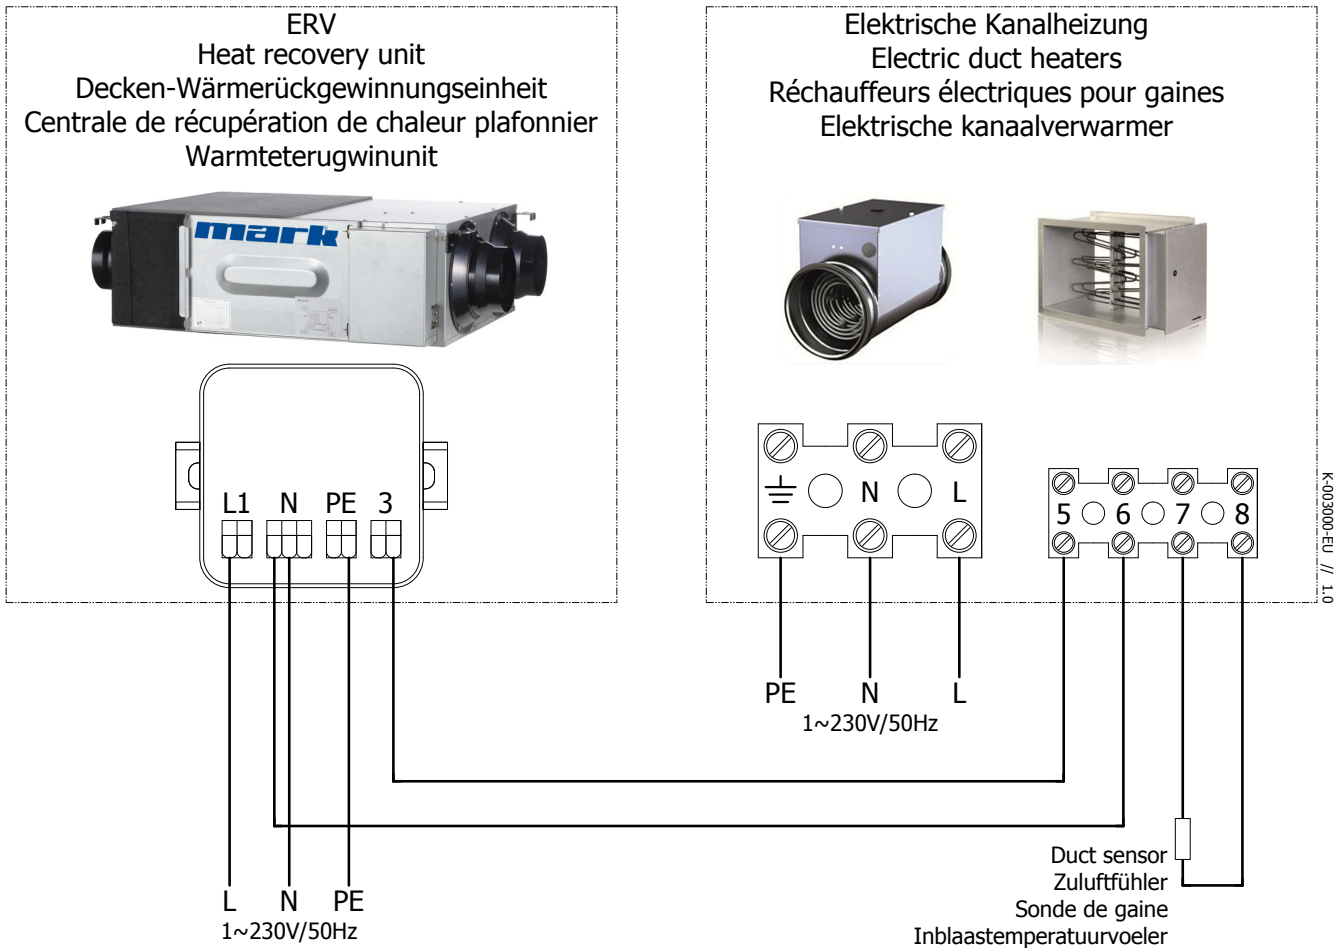 ERV
Heat recovery unit
Decken-Wärmerückgewinnungseinheit
Centrale de récupération de chaleur plafonnier
Warmteterugwinunit
mark
L1 N PE 3
L N PE
1~230V/50Hz
Elektrische Kanalheizung
Electric duct heaters
Réchauffeurs électriques pour gaines
Elektrische kanaalverwarmer
N L
5 6 7 8
PE N L
1~230V/50Hz
Duct sensor
Zuluftfühler
Sonde de gaine
Inblaastemperatuurvoeler
K-003000-EU // 1.0